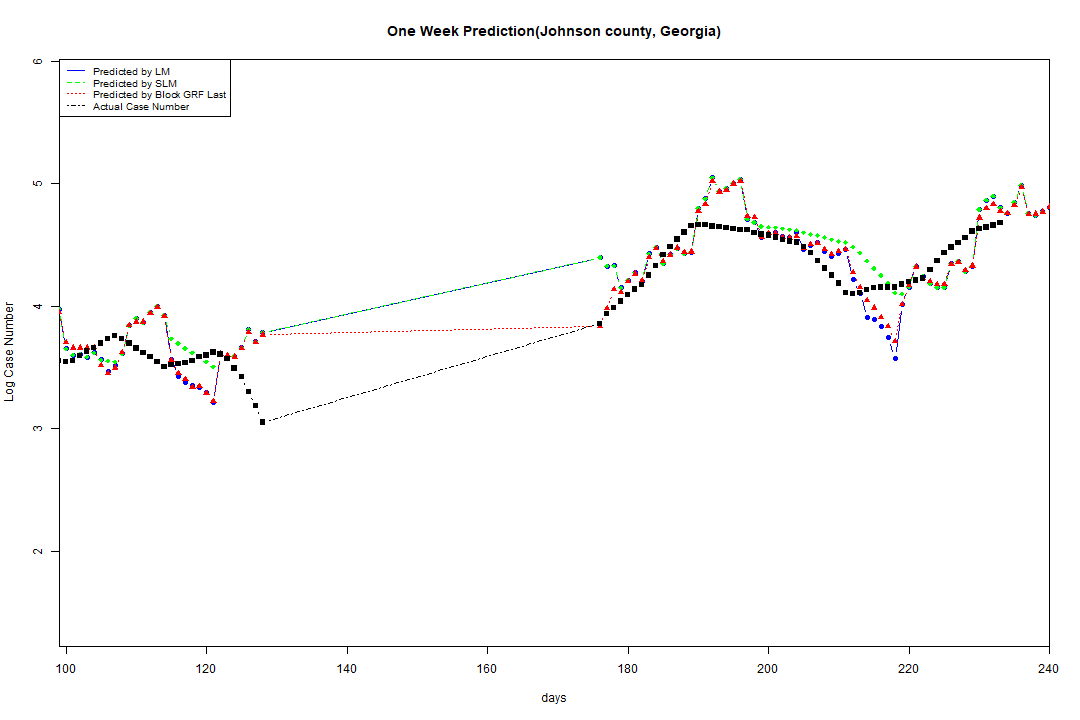 One Week Prediction(Johnson county, Georgia)
6
Predicted by LM
Predicted by SLM
Predicted by Block GRF Last
Actual Case Number
5
4
3
2
Log Case Number
100 120 140 160 180 200 220 240
days